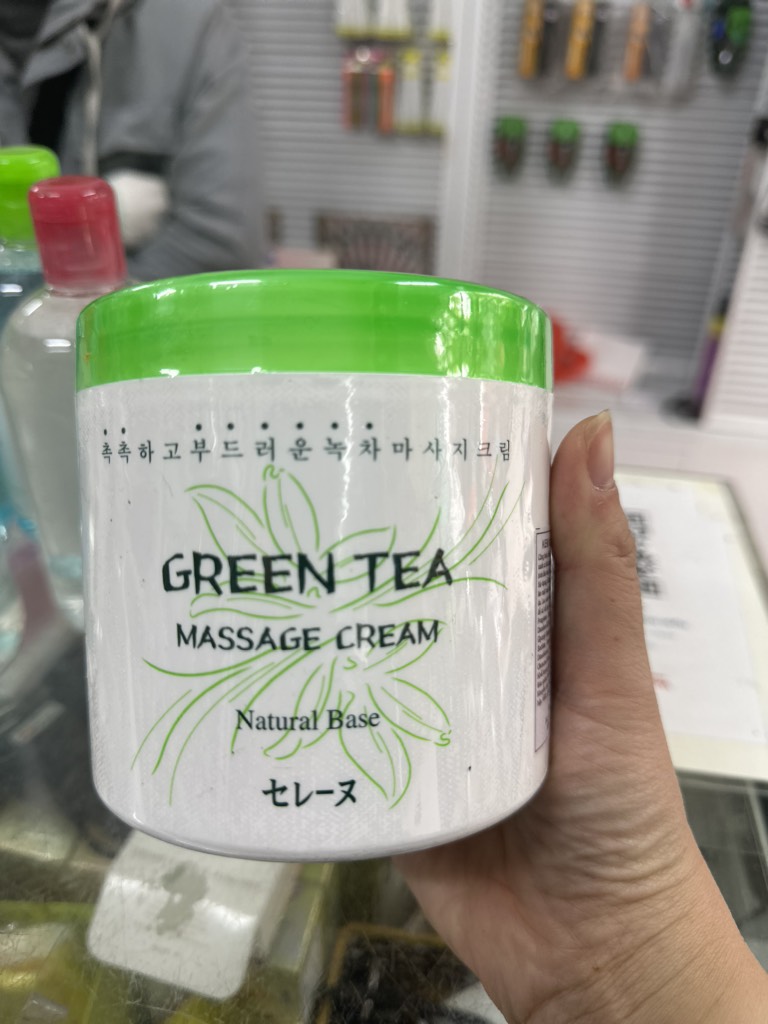 촉촉하고부드러운녹차마사지크림
GREEN TEA
MASSAGE CREAM
Natural Base
セレーヌ